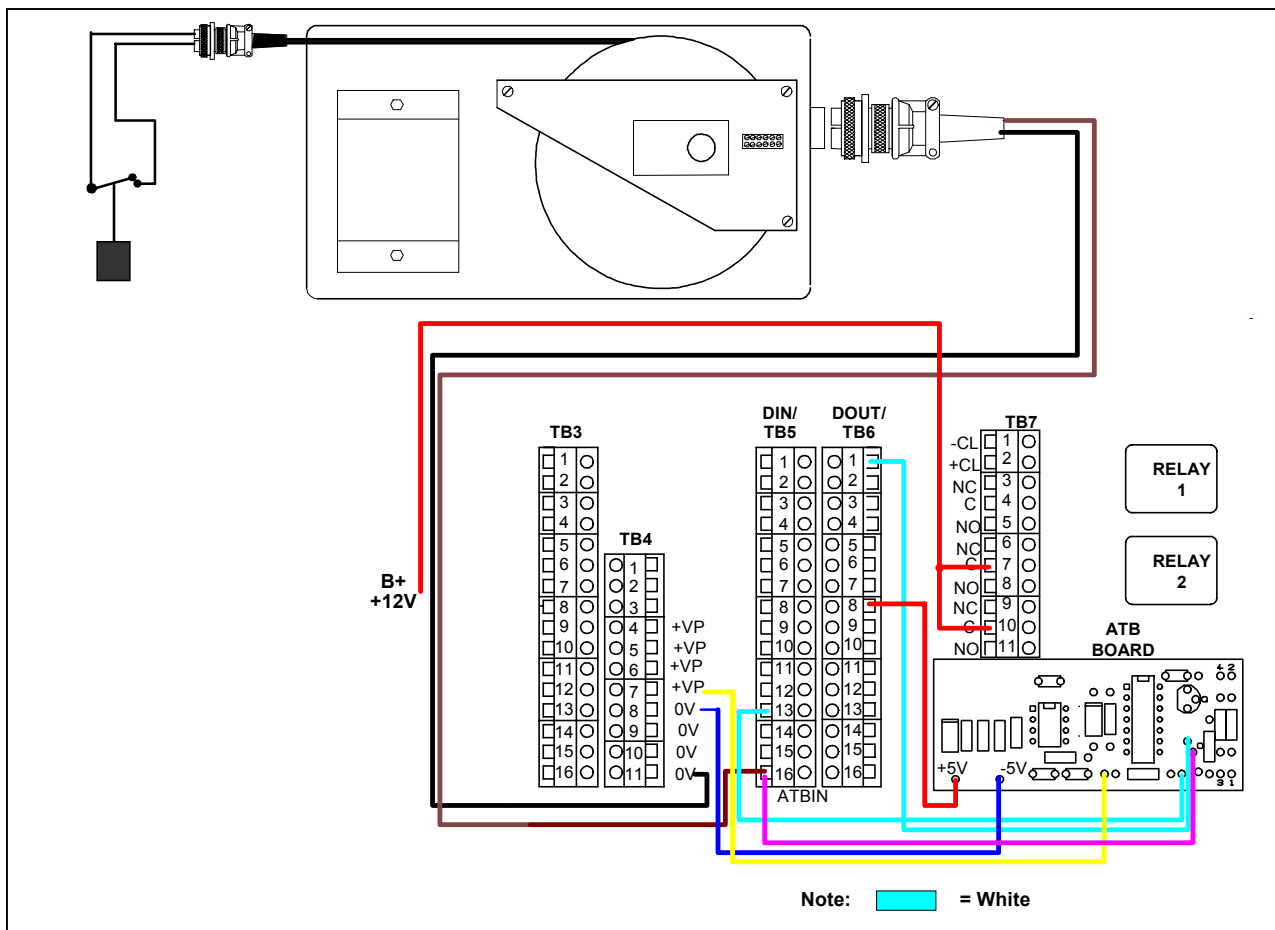 DIN/ DOUT/
TB3 TB5 TB6 TB7
TB4
1
2
3
4
5
6
7
8
9
10
11
12
13
14
15
16
1
2
3
4
5
6
7
8
9
10
11
+VP
+VP
+VP
+VP
0V
0V
0V
0V
B+
+12V
1
2
3
4
5
6
7
8
9
10
11
12
13
14
15
16
ATBIN
1
2
3
4
5
6
7
8
9
10
11
12
13
14
15
16
-CL 1
+CL 2
NC 3
C 4
NO 5
NC 6
C 7
NO 8
NC 9
C 10
NO 11
RELAY
1
RELAY
2
ATB
BOARD
4 2
+5V -5V
3 1
Note: = White